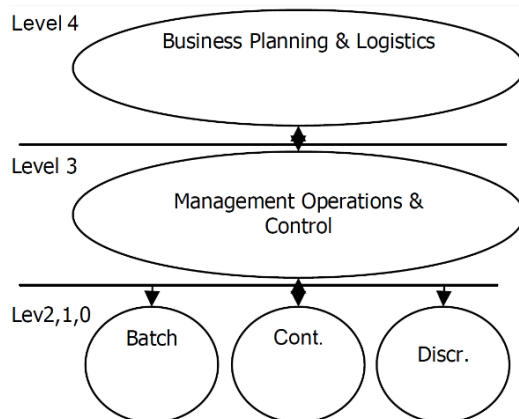 Level 4
Business Planning & Logistics
Level 3
Management Operations &
Control
Lev2,1,0
Batch
Cont.
Discr.